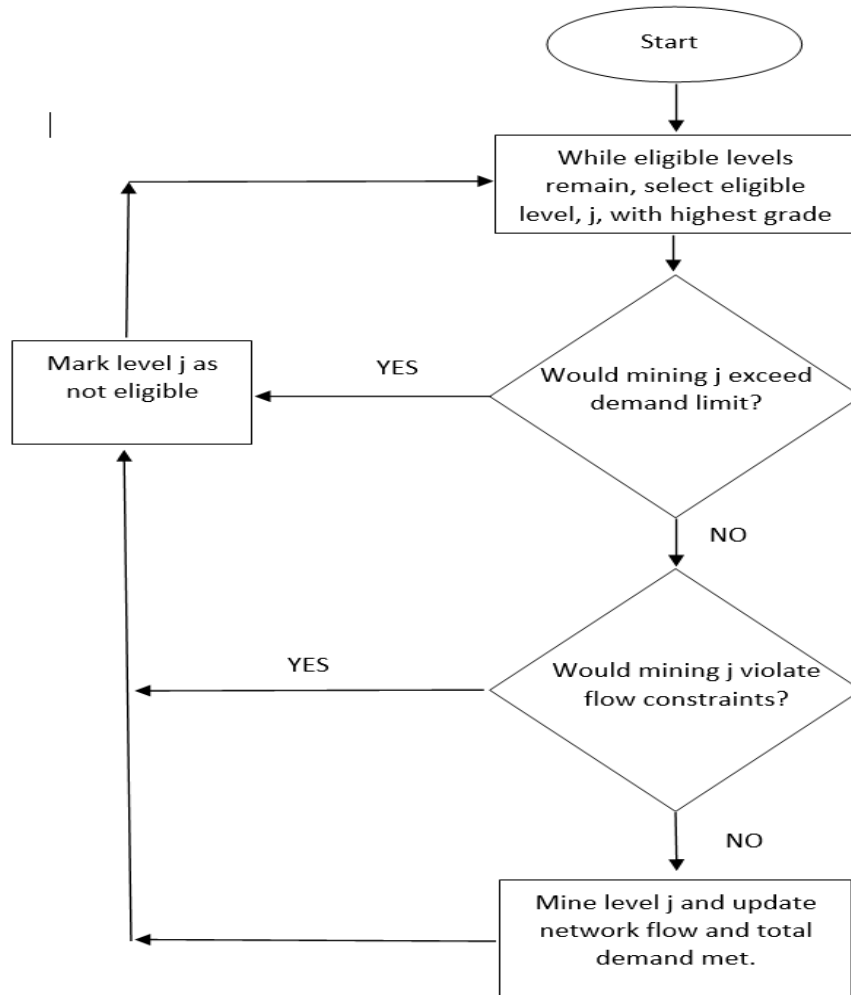 Start
While eligible levels
remain, select eligible
level, j, with highest grade
Mark level j as
not eligible
YES
Would mining j exceed
demand limit?
NO
YES
Would mining j violate
flow constraints?
NO
Mine level j and update
network flow and total
demand met.